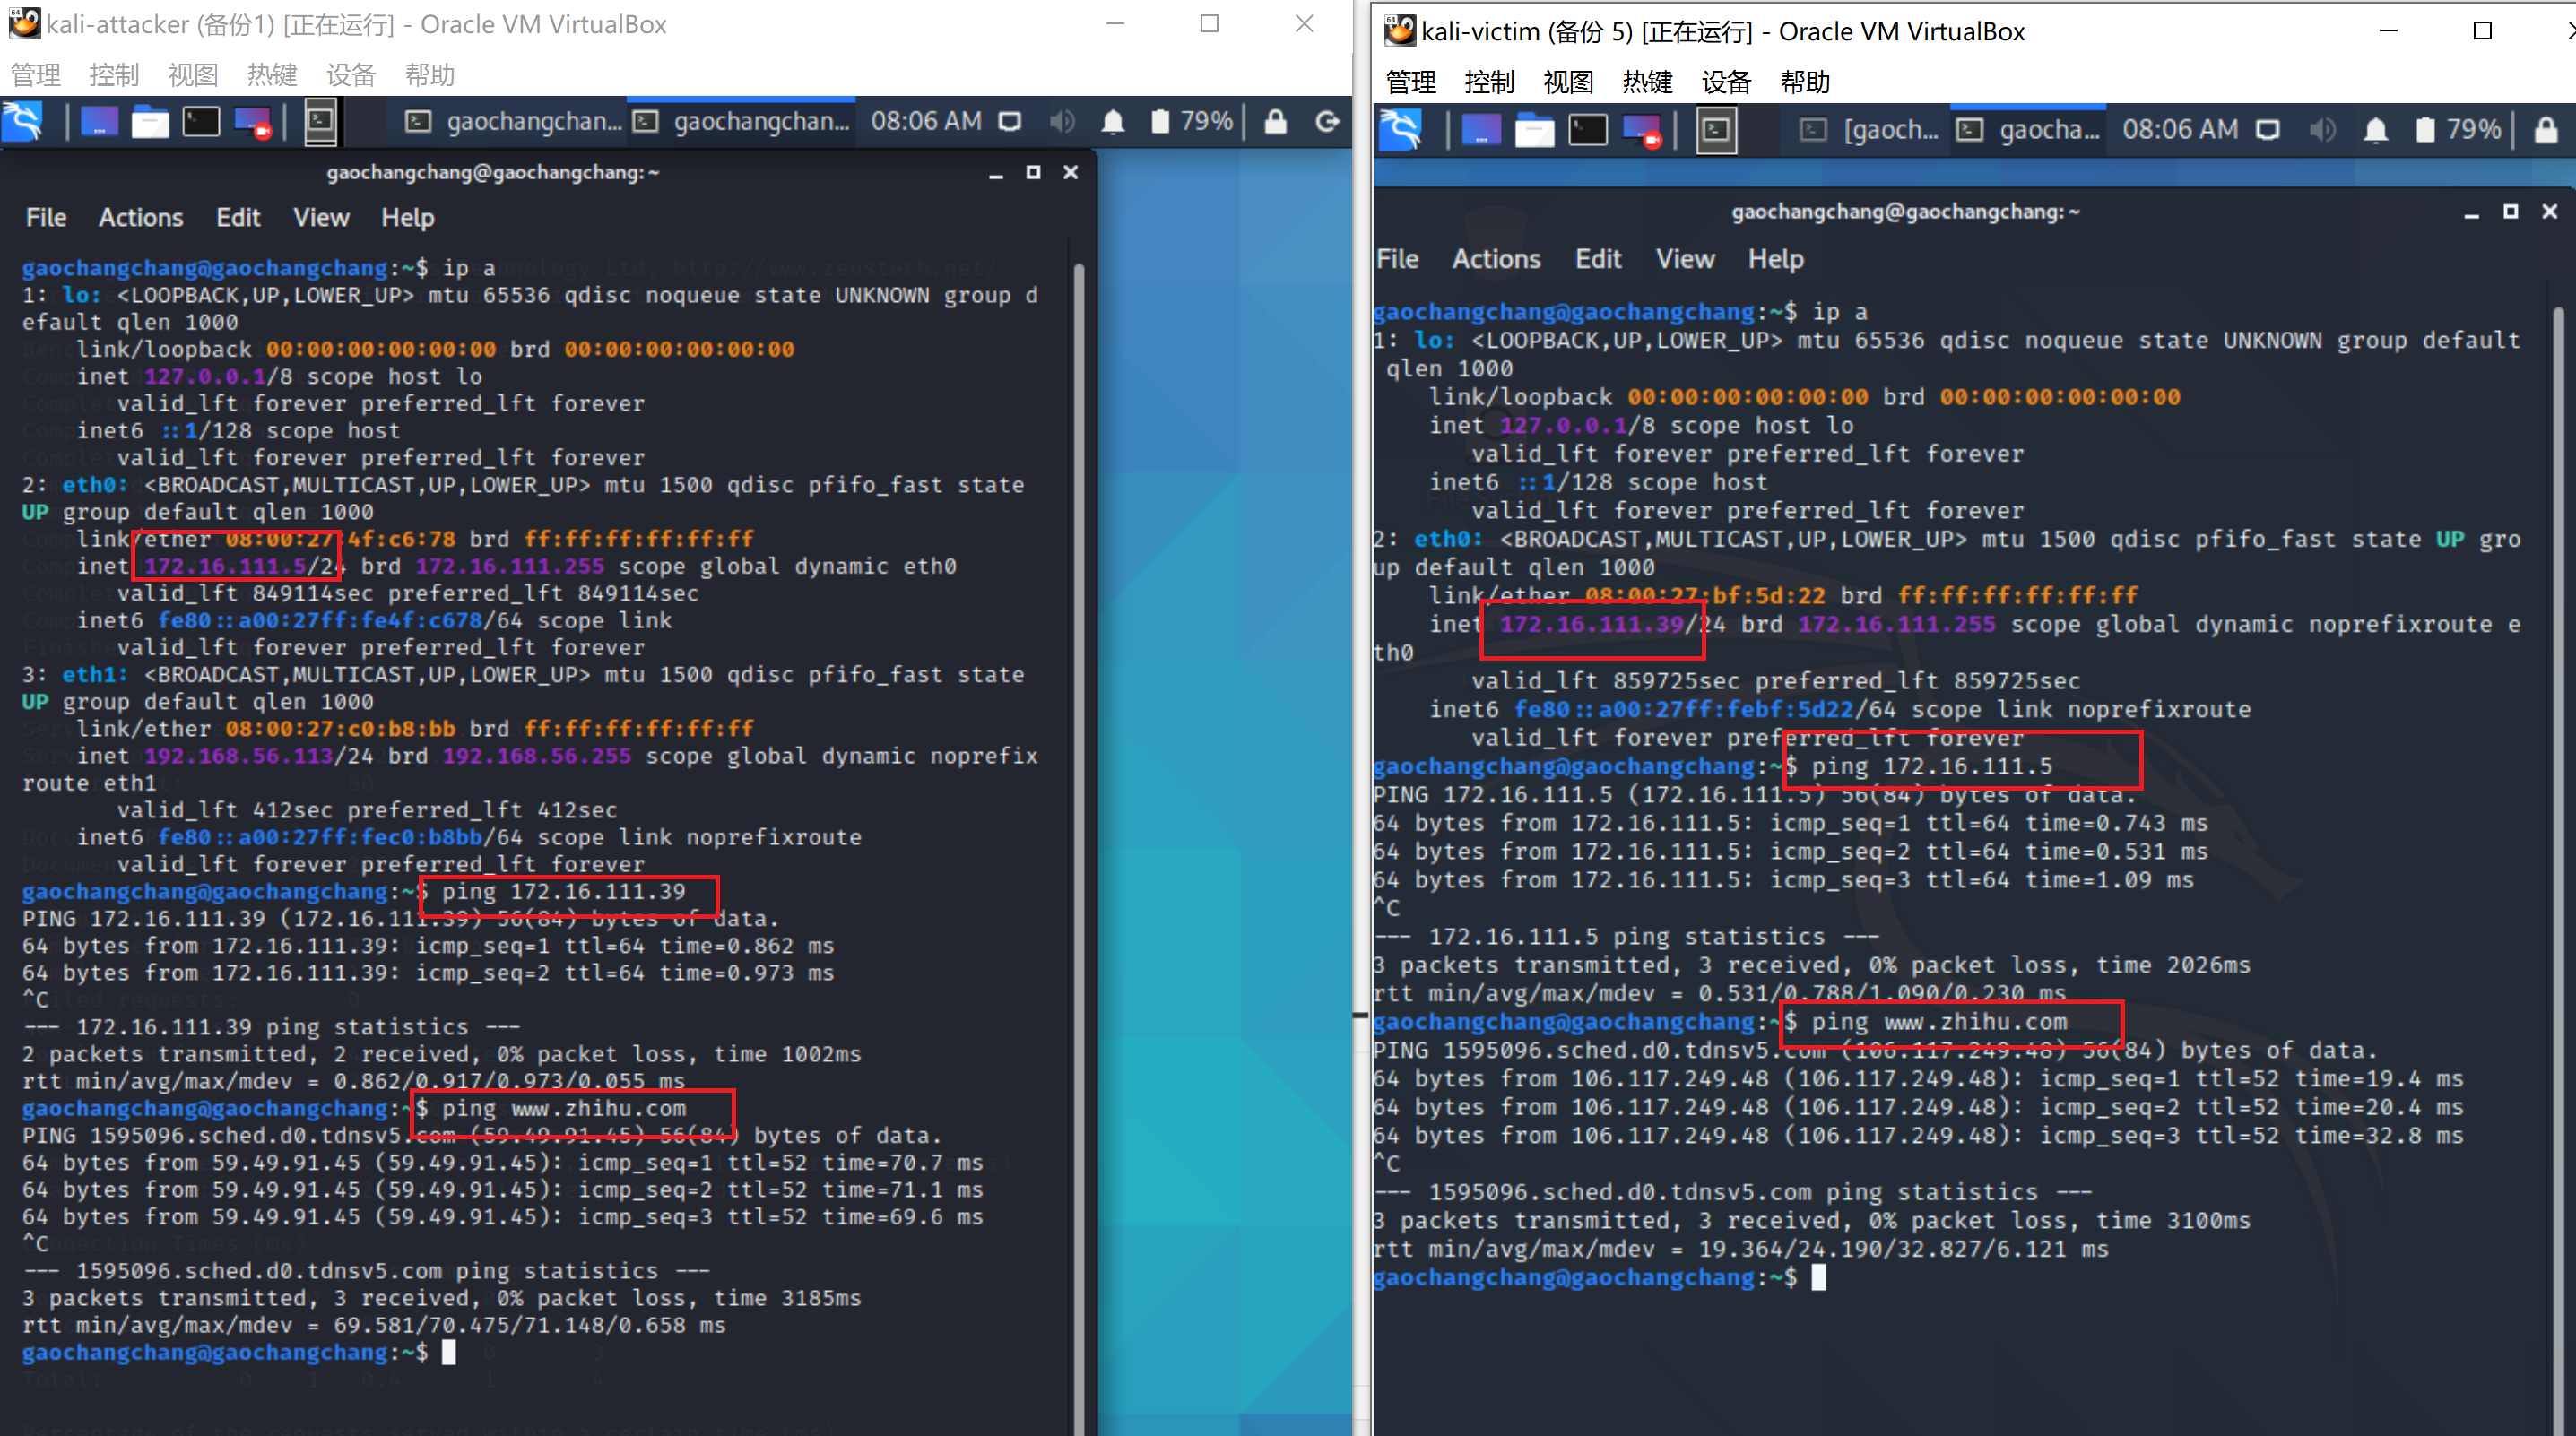 kali-attacker (备份1) [正在运行] - Oracle VM VirtualBox
管理 控制 视图 热键 设备 帮助
gaochangchan... gaochangchan... 08:06 AM 79%
gaochangchang@gaochangchang:~
File Actions Edit View Help
gaochangchang@gaochangchang:~$ ip a
1: lo: <LOOPBACK,UP,LOWER_UP> mtu 65536 qdisc noqueue state UNKNOWN group d
efault qlen 1000
link/loopback 00:00:00:00:00:00 brd 00:00:00:00:00:00
inet 127.0.0.1/8 scope host lo
valid_lft forever preferred_lft forever
inet6 ::1/128 scope host
valid_lft forever preferred_lft forever
2: eth0: <BROADCAST,MULTICAST,UP,LOWER_UP> mtu 1500 qdisc pfifo_fast state
UP group default qlen 1000
link/ether 08:00:27:4f:c6:78 brd ff:ff:ff:ff:ff:ff
inet 172.16.111.5/24 brd 172.16.111.255 scope global dynamic eth0
valid_lft 849114sec preferred_lft 849114sec
inet6 fe80::a00:27ff:fe4f:c678/64 scope link
valid_lft forever preferred_lft forever
3: eth1: <BROADCAST,MULTICAST,UP,LOWER_UP> mtu 1500 qdisc pfifo_fast state
UP group default qlen 1000
link/ether 08:00:27:c0:b8:bb brd ff:ff:ff:ff:ff:ff
inet 192.168.56.113/24 brd 192.168.56.255 scope global dynamic noprefix
route eth1
valid_lft 412sec preferred_lft 412sec
inet6 fe80::a00:27ff:fec0:b8bb/64 scope link noprefixroute
valid_lft forever preferred_lft forever
gaochangchang@gaochangchang:~$ ping 172.16.111.39
PING 172.16.111.39 (172.16.111.39) 56(84) bytes of data.
64 bytes from 172.16.111.39: icmp_seq=1 ttl=64 time=0.862 ms
64 bytes from 172.16.111.39: icmp_seq=2 ttl=64 time=0.973 ms
^C
--- 172.16.111.39 ping statistics ---
2 packets transmitted, 2 received, 0% packet loss, time 1002ms
rtt min/avg/max/mdev = 0.862/0.917/0.973/0.055 ms
gaochangchang@gaochangchang:~$ ping www.zhihu.com
PING 1595096.sched.d0.tdnsv5.com (59.49.91.45) 56(84) bytes of data.
64 bytes from 59.49.91.45 (59.49.91.45): icmp_seq=1 ttl=52 time=70.7 ms
64 bytes from 59.49.91.45 (59.49.91.45): icmp_seq=2 ttl=52 time=71.1 ms
64 bytes from 59.49.91.45 (59.49.91.45): icmp_seq=3 ttl=52 time=69.6 ms
^C
--- 1595096.sched.d0.tdnsv5.com ping statistics ---
3 packets transmitted, 3 received, 0% packet loss, time 3185ms
rtt min/avg/max/mdev = 69.581/70.475/71.148/0.658 ms
gaochangchang@gaochangchang:~$
kali-victim (备份 5) [正在运行] - Oracle VM VirtualBox
管理 控制 视图 热键 设备 帮助
[gaoch... gaocha... 08:06 AM 79%
gaochangchang@gaochangchang:~
File Actions Edit View Help
gaochangchang@gaochangchang:~$ ip a
1: lo: <LOOPBACK,UP,LOWER_UP> mtu 65536 qdisc noqueue state UNKNOWN group default
qlen 1000
link/loopback 00:00:00:00:00:00 brd 00:00:00:00:00:00
inet 127.0.0.1/8 scope host lo
valid_lft forever preferred_lft forever
inet6 ::1/128 scope host
valid_lft forever preferred_lft forever
2: eth0: <BROADCAST,MULTICAST,UP,LOWER_UP> mtu 1500 qdisc pfifo_fast state UP gro
up default qlen 1000
link/ether 08:00:27:bf:5d:22 brd ff:ff:ff:ff:ff:ff
inet 172.16.111.39/24 brd 172.16.111.255 scope global dynamic noprefixroute e
th0
valid_lft 859725sec preferred_lft 859725sec
inet6 fe80::a00:27ff:febf:5d22/64 scope link noprefixroute
valid_lft forever preferred_lft forever
gaochangchang@gaochangchang:~$ ping 172.16.111.5
PING 172.16.111.5 (172.16.111.5) 56(84) bytes of data.
64 bytes from 172.16.111.5: icmp_seq=1 ttl=64 time=0.743 ms
64 bytes from 172.16.111.5: icmp_seq=2 ttl=64 time=0.531 ms
64 bytes from 172.16.111.5: icmp_seq=3 ttl=64 time=1.09 ms
^C
--- 172.16.111.5 ping statistics ---
3 packets transmitted, 3 received, 0% packet loss, time 2026ms
rtt min/avg/max/mdev = 0.531/0.788/1.090/0.230 ms
gaochangchang@gaochangchang:~$ ping www.zhihu.com
PING 1595096.sched.d0.tdnsv5.com (106.117.249.48) 56(84) bytes of data.
64 bytes from 106.117.249.48 (106.117.249.48): icmp_seq=1 ttl=52 time=19.4 ms
64 bytes from 106.117.249.48 (106.117.249.48): icmp_seq=2 ttl=52 time=20.4 ms
64 bytes from 106.117.249.48 (106.117.249.48): icmp_seq=3 ttl=52 time=32.8 ms
^C
--- 1595096.sched.d0.tdnsv5.com ping statistics ---
3 packets transmitted, 3 received, 0% packet loss, time 3100ms
rtt min/avg/max/mdev = 19.364/24.190/32.827/6.121 ms
gaochangchang@gaochangchang:~$